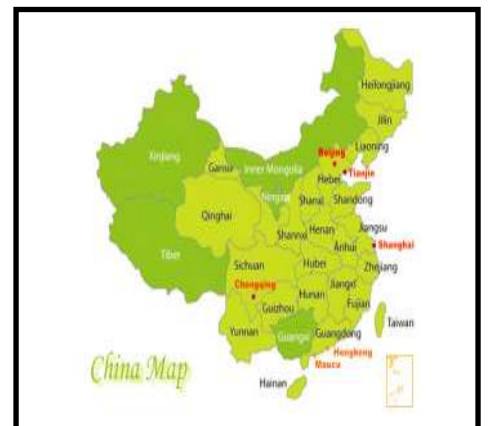 Heilongjiang
Jilin
Liaoning
Beijing
Tianjin
Xinjiang
Gansu
Inner Mongolia
Hebei
Ningxia
Shanxi
Shandong
Qinghai
Shannxi
Henan
Jiangsu
Anhui
Shanghai
Tibet
Sichuan
Hubei
Zhejiang
Chongqing
Hunan
Jiangxi
Guizhou
Fujian
Yunnan
Guangxi
Guangdong
Taiwan
Hongkong
Maucu
China Map
Hainan